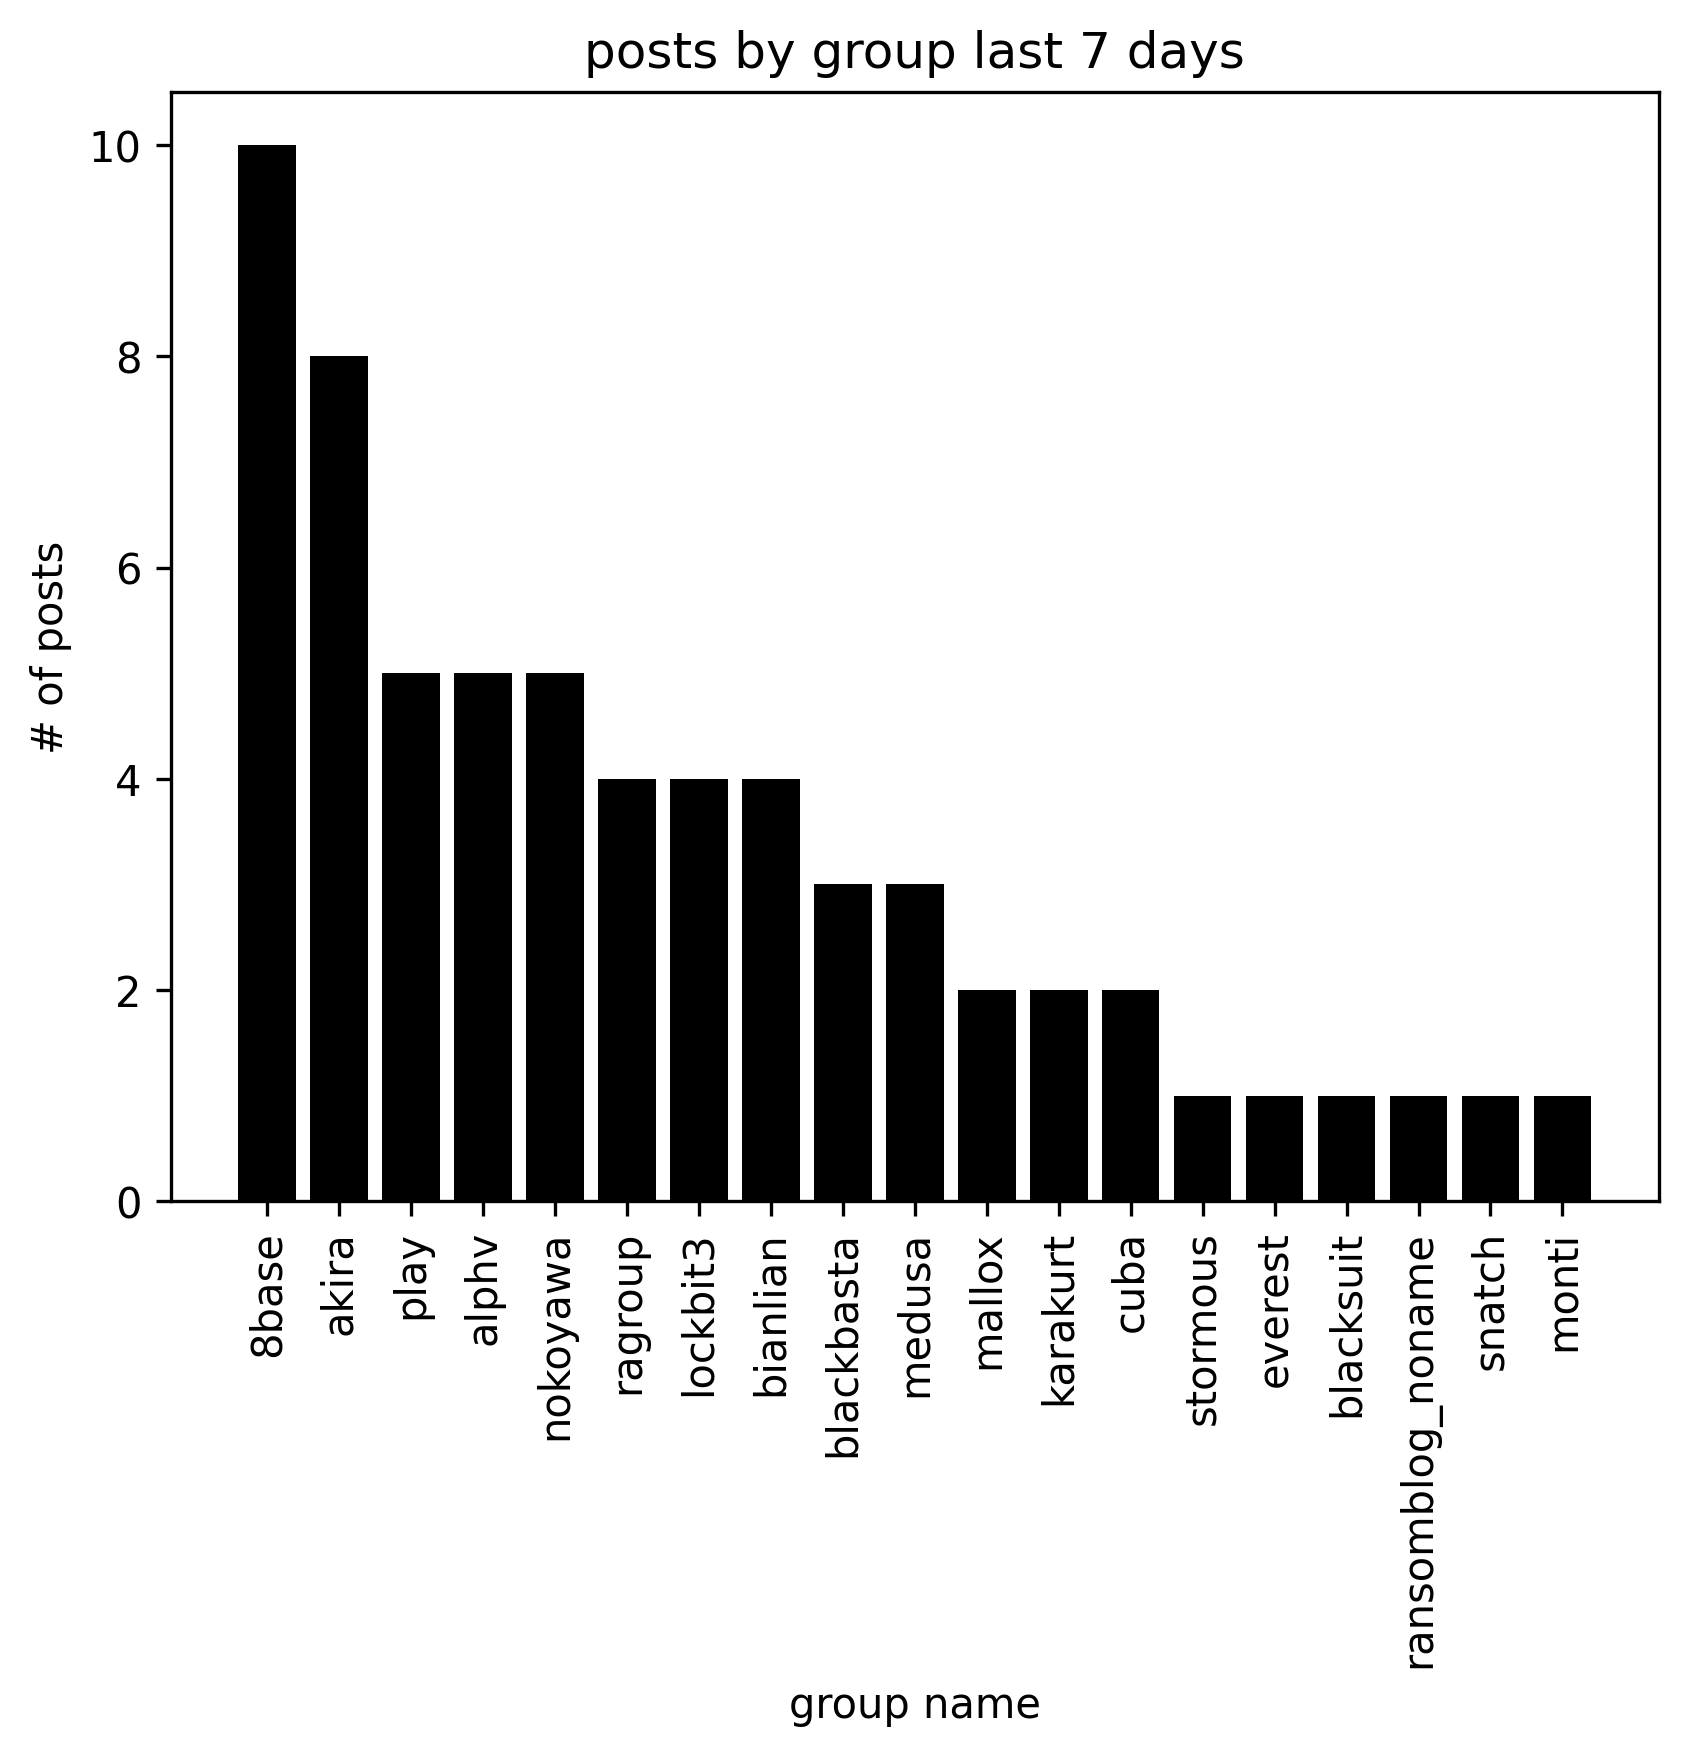 posts by group last 7 days
# of posts
10
8
6
4
2
0
8base
akira
play
alphv
nokoyawa
ragroup
lockbit3
bianlian
blackbasta
medusa
mallox
karakurt
cuba
stormous
everest
blacksuit
ransomblog_noname
snatch
monti
group name